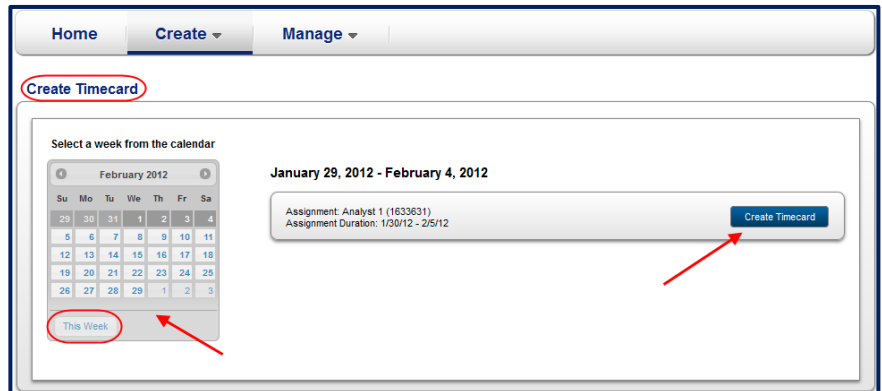 Home Create Manage
Create Timecard
Select a week from the calendar
February 2012
Su Mo Tu We Th Fr Sa
29 30 31 1 2 3 4
5 6 7 8 9 10 11
12 13 14 15 16 17 18
19 20 21 22 23 24 25
26 27 28 29 1 2 3
This Week
January 29, 2012 - February 4, 2012
Assignment: Analyst 1 (1633631)
Assignment Duration: 1/30/12 - 2/5/12
Create Timecard